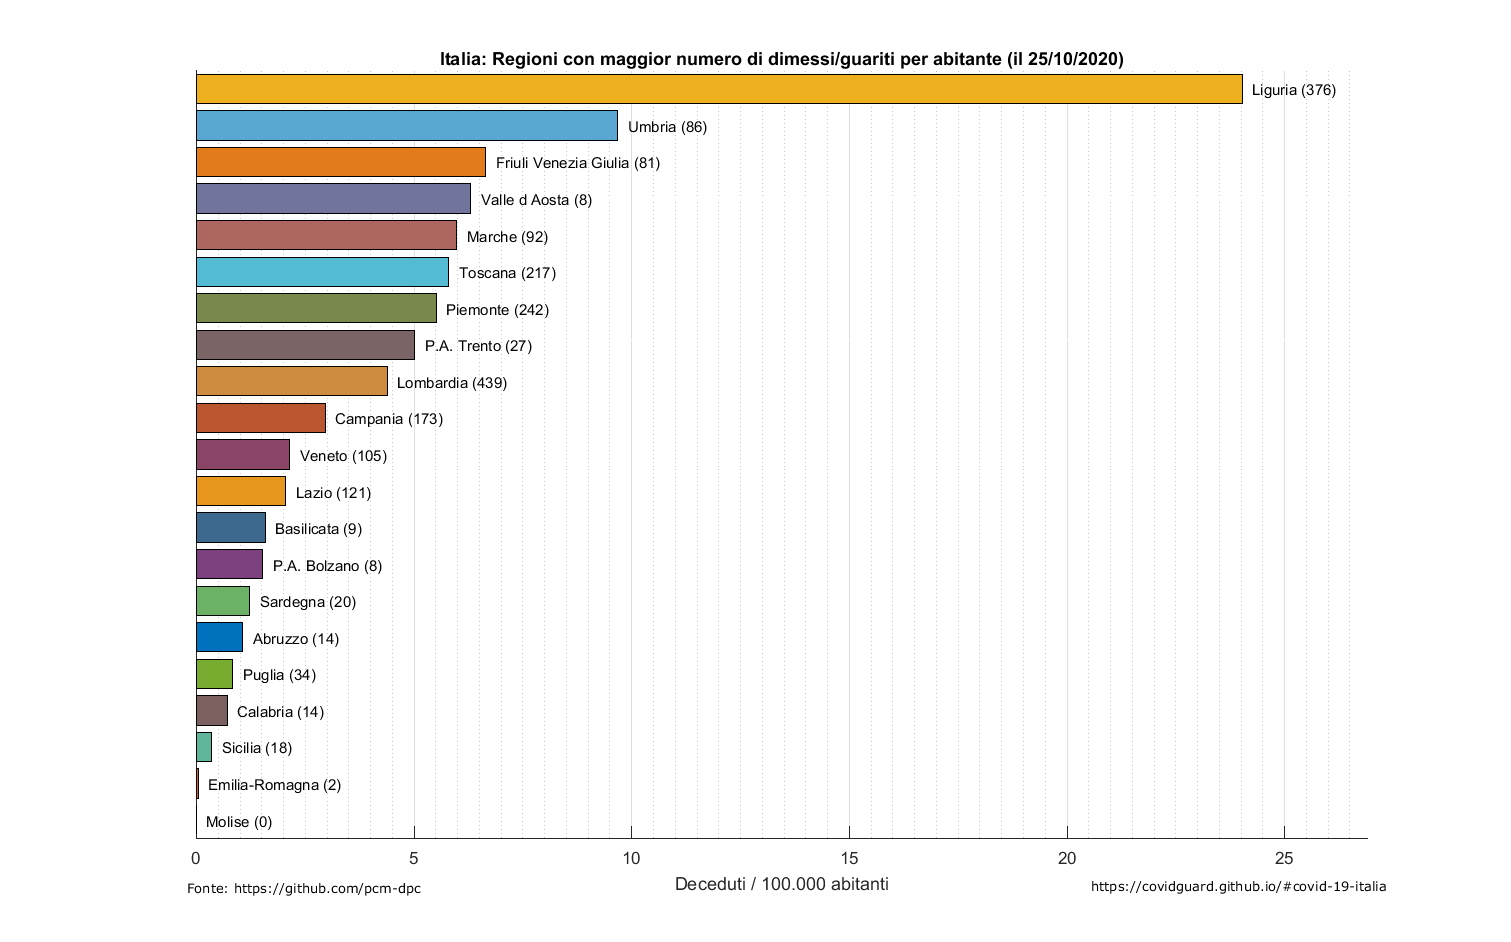 Italia: Regioni con maggior numero di dimessi/guariti per abitante (il 25/10/2020)
Liguria (376)
Umbria (86)
Friuli Venezia Giulia (81)
Valle d Aosta (8)
Marche (92)
Toscana (217)
Piemonte (242)
P.A. Trento (27)
Lombardia (439)
Campania (173)
Veneto (105)
Lazio (121)
Basilicata (9)
P.A. Bolzano (8)
Sardegna (20)
Abruzzo (14)
Puglia (34)
Calabria (14)
Sicilia (18)
Emilia-Romagna (2)
Molise (0)
0 5 10 15 20 25
Deceduti / 100.000 abitanti
Fonte: https://github.com/pcm-dpc
https://covidguard.github.io/#covid-19-italia